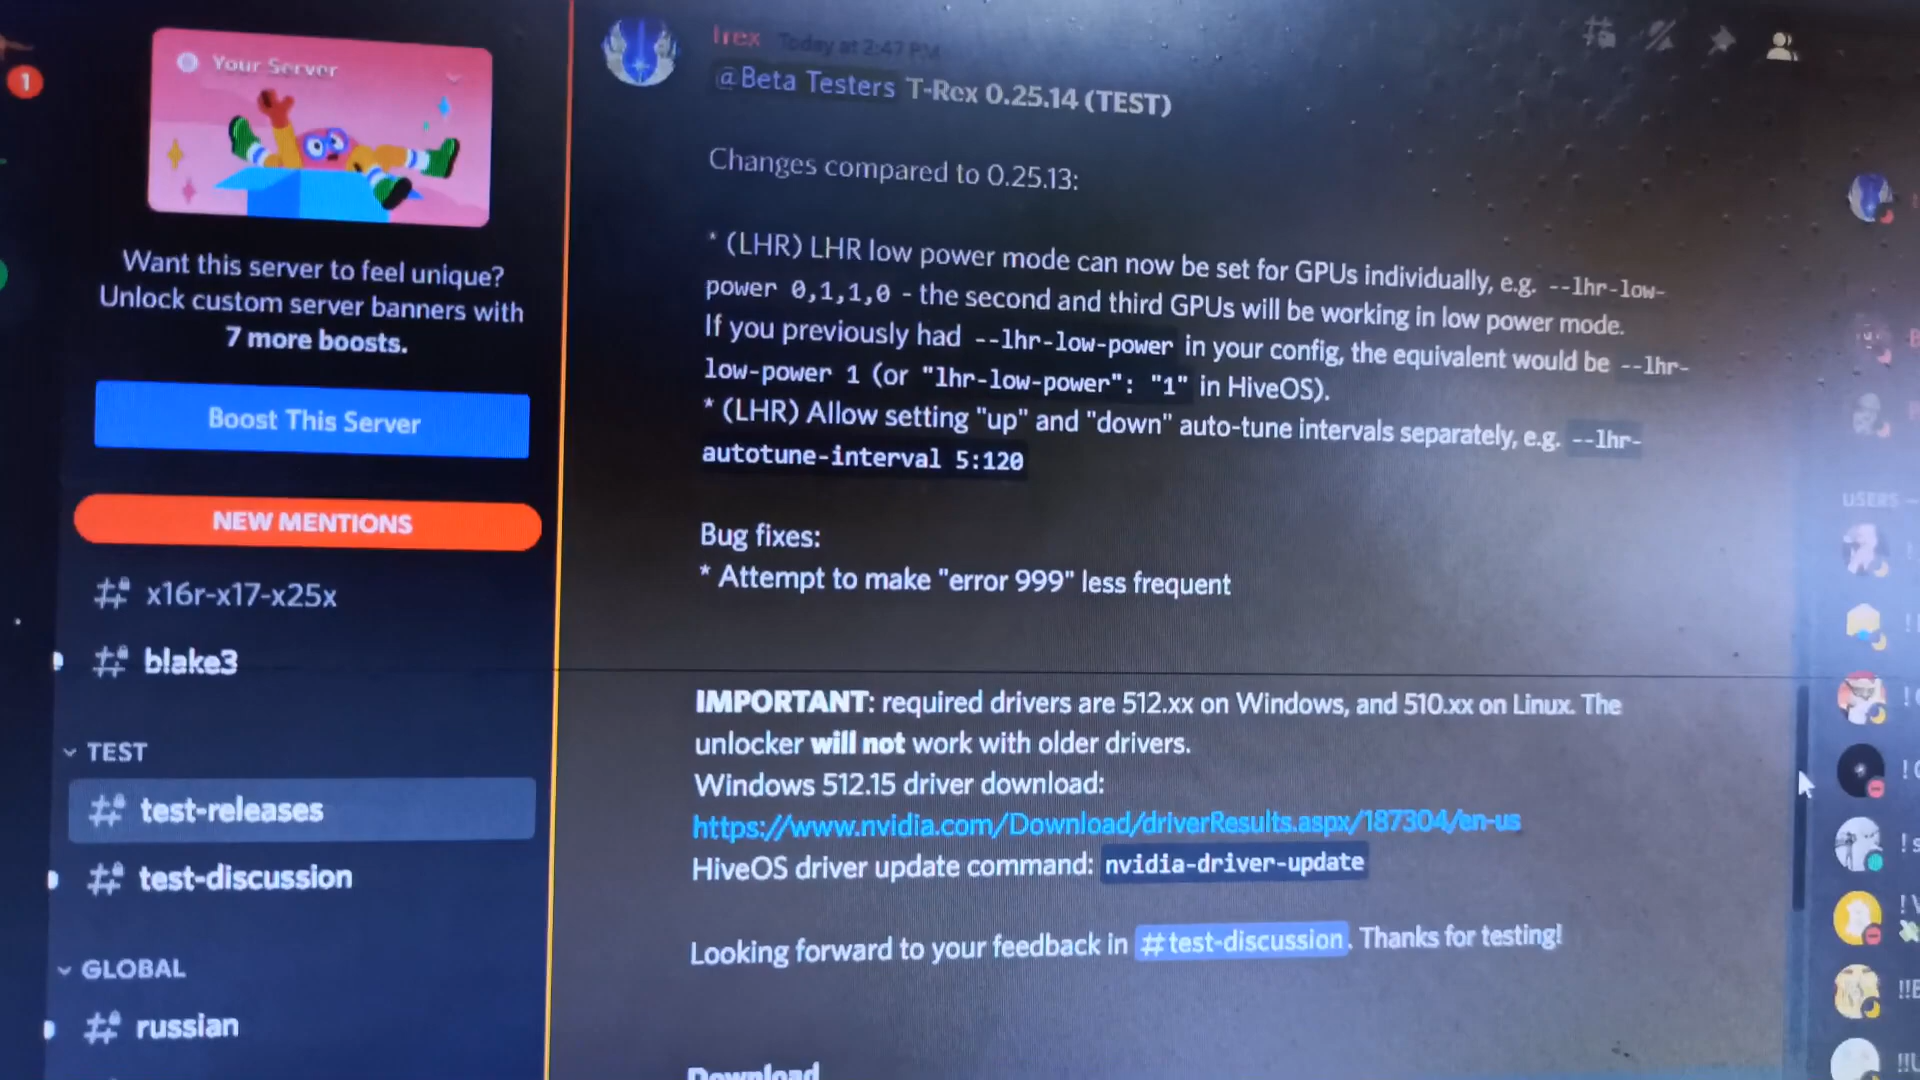 1
Your Server
Want this server to feel unique?
Unlock custom server banners with
7 more boosts.
Boost This Server
NEW MENTIONS
x16r-x17-x25x
blake3
TEST
test-releases
test-discussion
GLOBAL
russian
Trex Today at 2:47 PM
@Beta Testers T-Rex 0.25.14 (TEST)
Changes compared to 0.25.13:
* (LHR) LHR low power mode can now be set for GPUs individually, e.g. --lhr-low-
power 0,1,1,0 - the second and third GPUs will be working in low power mode.
If you previously had --lhr-low-power in your config, the equivalent would be --lhr-
low-power 1 (or "lhr-low-power": "1" in HiveOS).
* (LHR) Allow setting "up" and "down" auto-tune intervals separately, e.g. --lhr-
autotune-interval 5:120
Bug fixes:
* Attempt to make "error 999" less frequent
IMPORTANT: required drivers are 512.xx on Windows, and 510.xx on Linux. The
unlocker will not work with older drivers.
Windows 512.15 driver download:
https://www.nvidia.com/Download/driverResults.aspx/187304/en-us
HiveOS driver update command: nvidia-driver-update
Looking forward to your feedback in #test-discussion. Thanks for testing!
Download
USERS